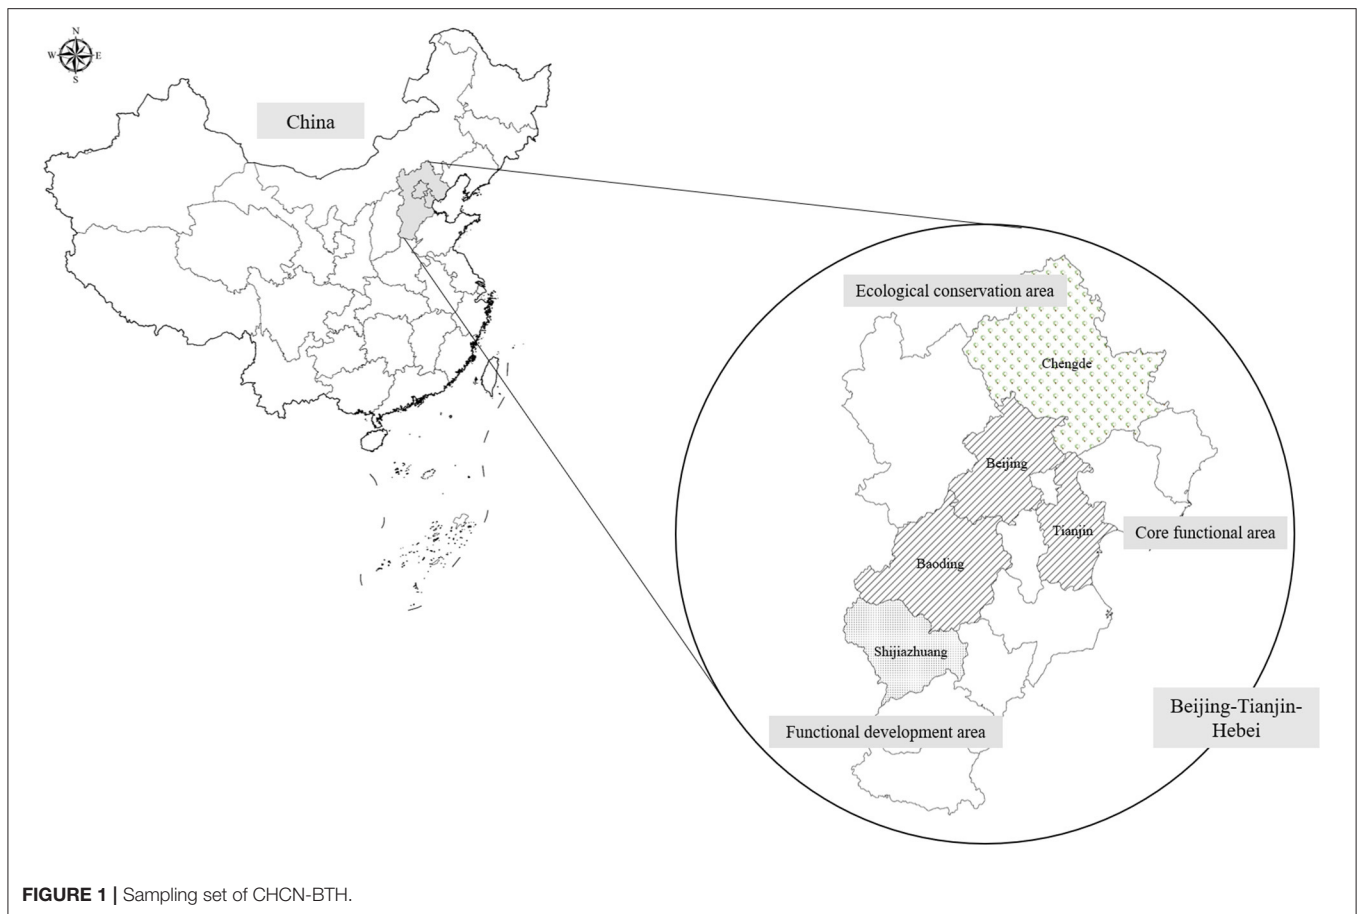 N
W E
S
China
Ecological conservation area
Chengde
Beijing
Tianjin
Core functional area
Baoding
Shijiazhuang
Functional development area
Beijing-Tianjin-
Hebei
FIGURE 1 | Sampling set of CHCN-BTH.